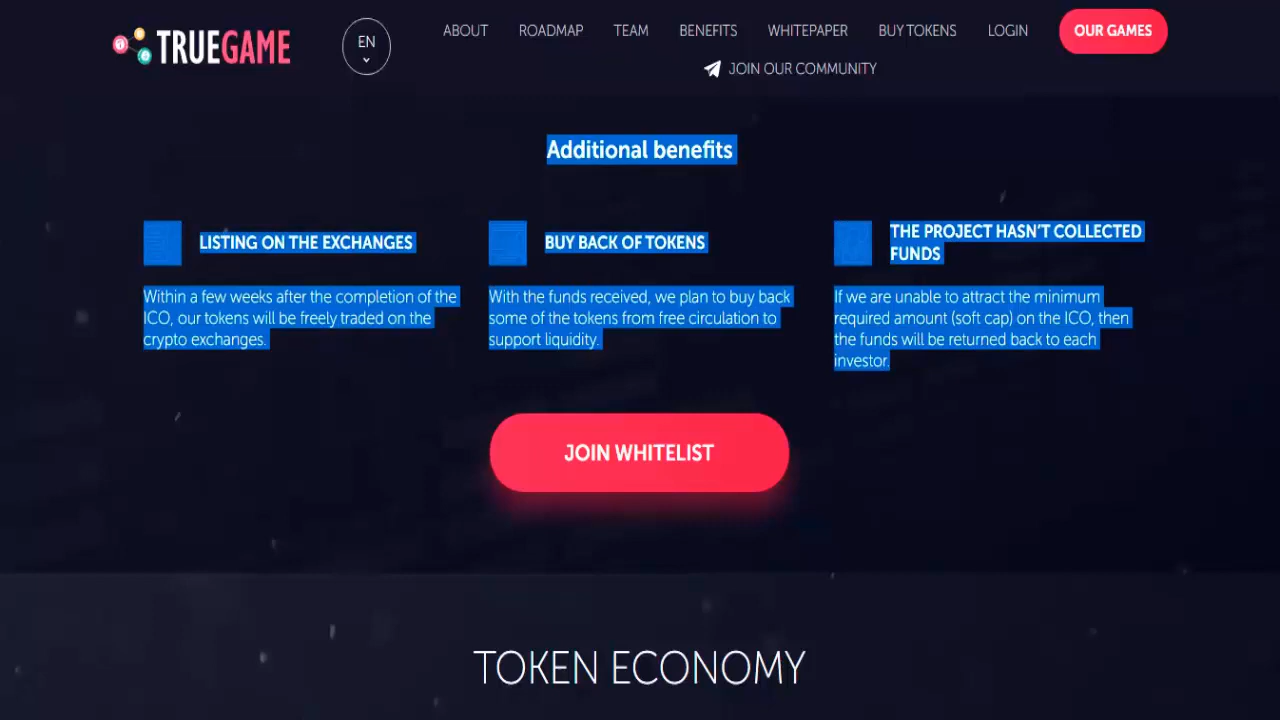 TRUEGAME
EN
ABOUT ROADMAP TEAM BENEFITS WHITEPAPER BUY TOKENS LOGIN OUR GAMES
JOIN OUR COMMUNITY
Additional benefits
LISTING ON THE EXCHANGES
Within a few weeks after the completion of the
ICO, our tokens will be freely traded on the
crypto exchanges.
BUY BACK OF TOKENS
With the funds received, we plan to buy back
some of the tokens from free circulation to
support liquidity.
THE PROJECT HASN'T COLLECTED
FUNDS
If we are unable to attract the minimum
required amount (soft cap) on the ICO, then
the funds will be returned back to each
investor.
JOIN WHITELIST
TOKEN ECONOMY